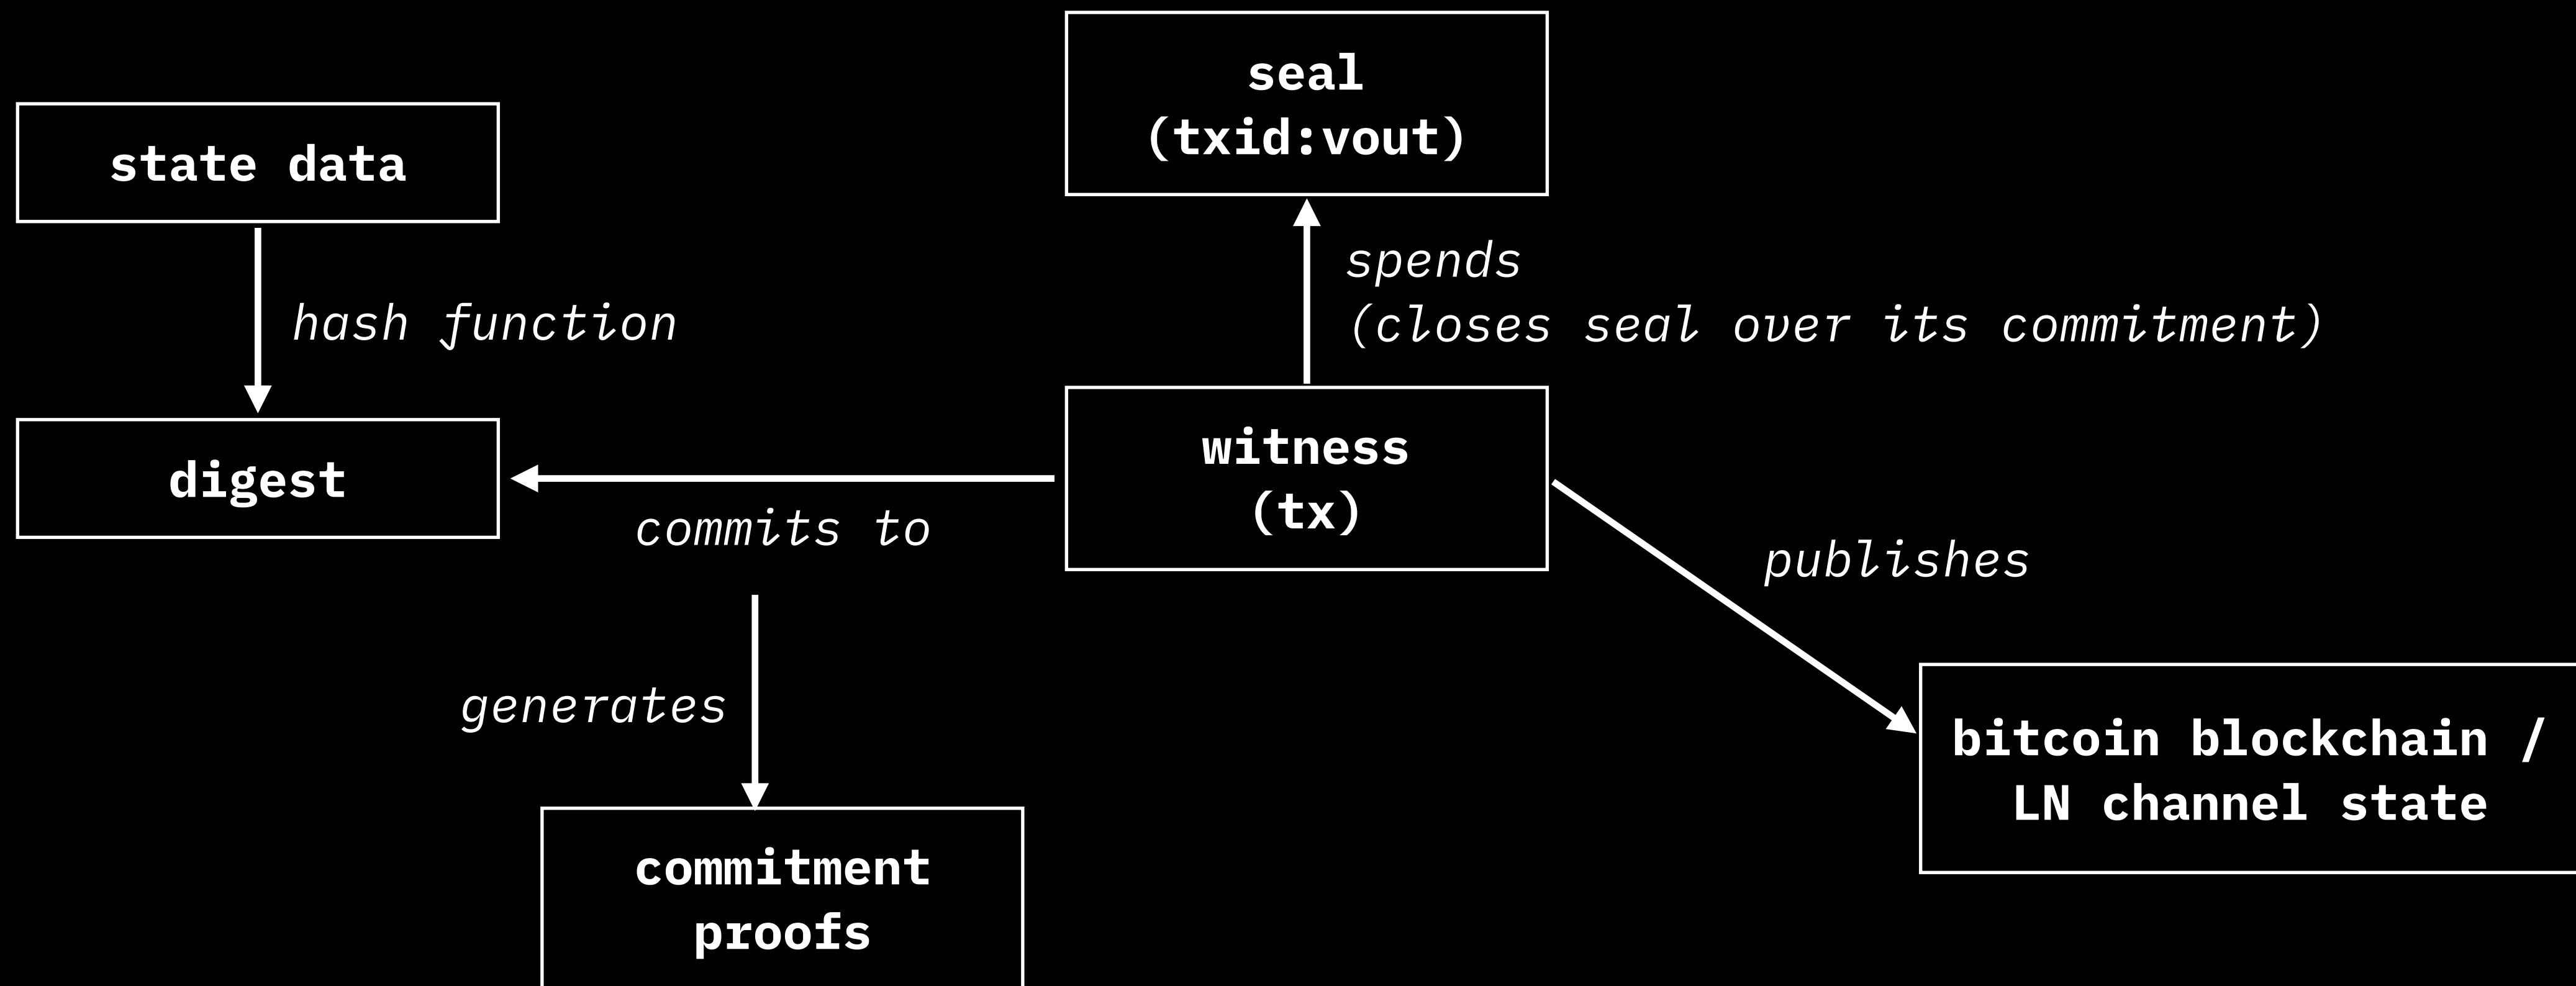 seal
(txid:vout)
state data
spends
(closes seal over its commitment)
hash function
witness
(tx)
digest
commits to
publishes
generates
bitcoin blockchain /
LN channel state
commitment
proofs